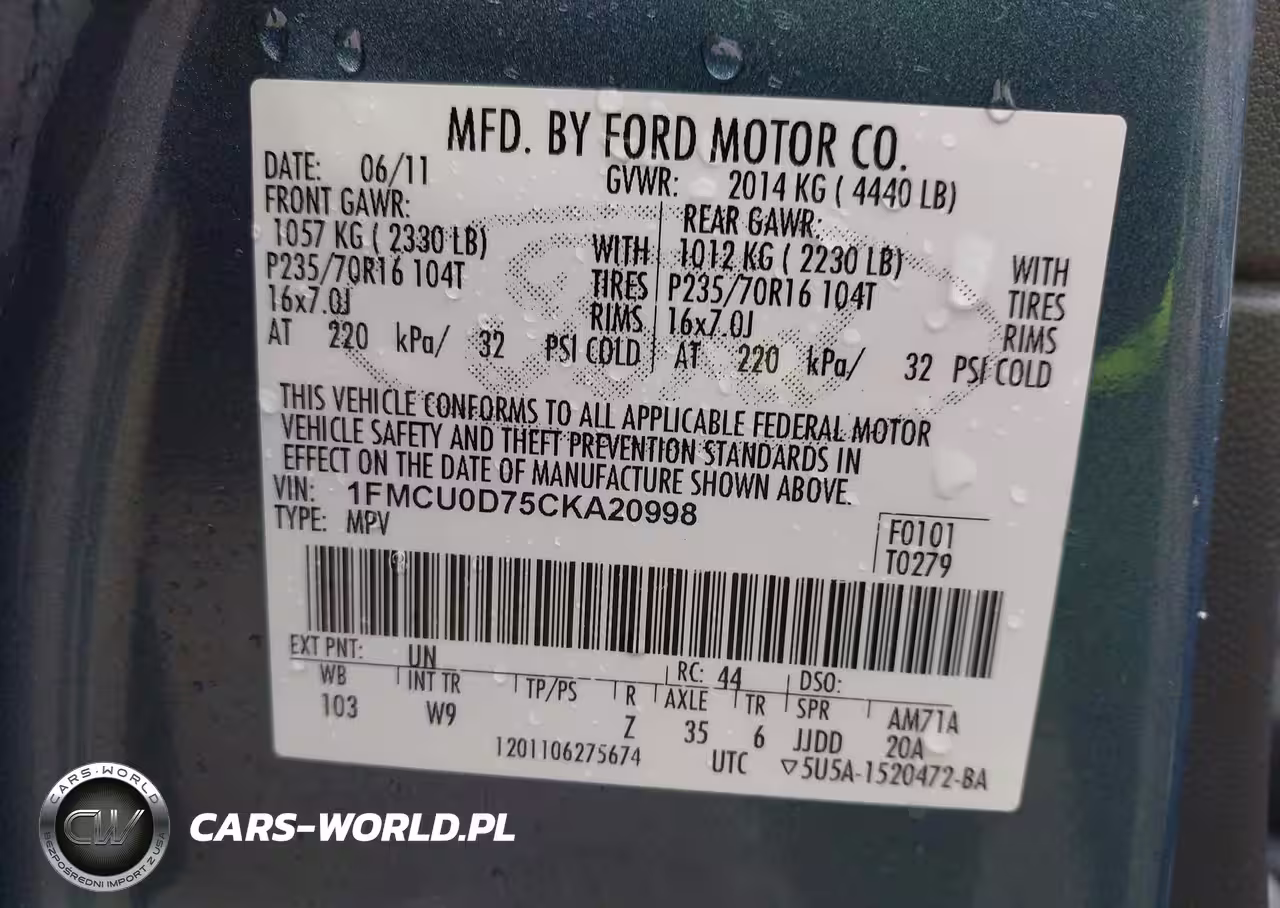 MFD. BY FORD MOTOR CO.
DATE: 06/11 GVWR: 2014 KG ( 4440 LB)
FRONT GAWR: REAR GAWR:
1057 KG ( 2330 LB) WITH 1012 KG ( 2230 LB) WITH
P235/70R16 104T TIRES P235/70R16 104T TIRES
16x7.0J RIMS 16x7.0J RIMS
AT 220 kPa/ 32 PSI COLD AT 220 kPa/ 32 PSI COLD
THIS VEHICLE CONFORMS TO ALL APPLICABLE FEDERAL MOTOR
VEHICLE SAFETY AND THEFT PREVENTION STANDARDS IN
EFFECT ON THE DATE OF MANUFACTURE SHOWN ABOVE.
VIN: 1FMCU0D75CKA20998
TYPE: MPV
F0101
T0279
EXT PNT: UN RC: 44 DSO:
WB INT TR TP/PS R AXLE TR SPR AM71A
103 W9 Z 35 6 JJDD 20A
1201106275674 UTC ▽5U5A-1520472-BA
CARS-WORLD
CW
BEZPOŚREDNI IMPORT Z USA
CARS-WORLD.PL